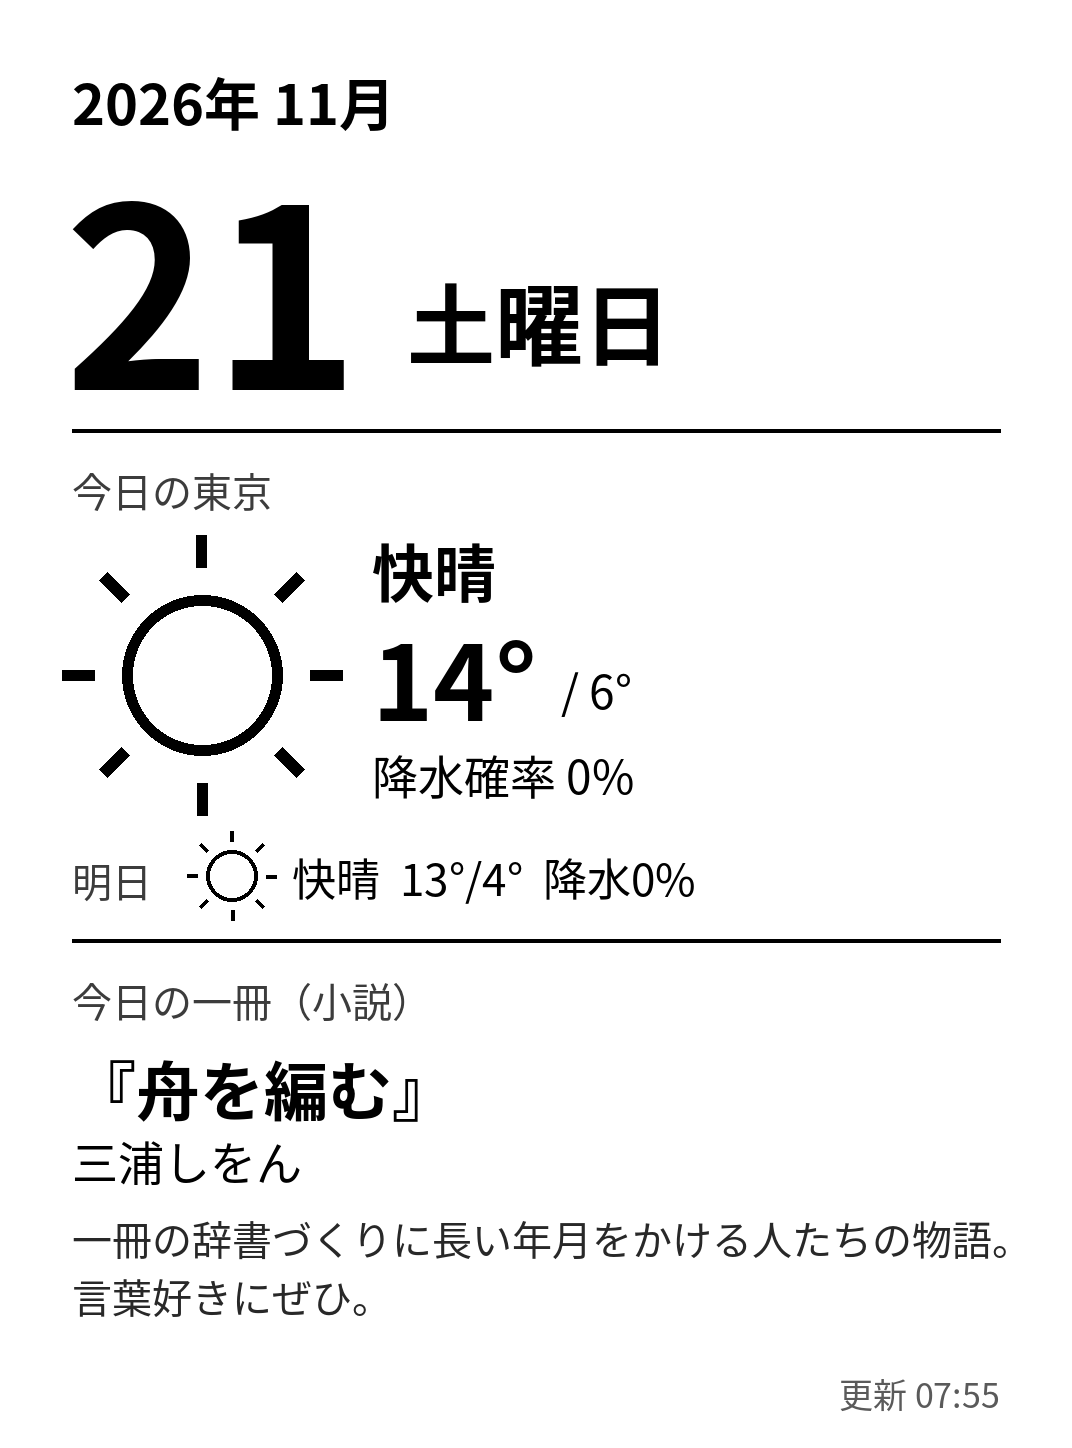 2026年 11月
21 土曜日
今日の東京
快晴
14° / 6°
降水確率 0%
明日 快晴 13°/4° 降水0%
今日の一冊（小説）
『舟を編む』
三浦しをん
一冊の辞書づくりに長い年月をかける人たちの物語。
言葉好きにぜひ。
更新 07:55